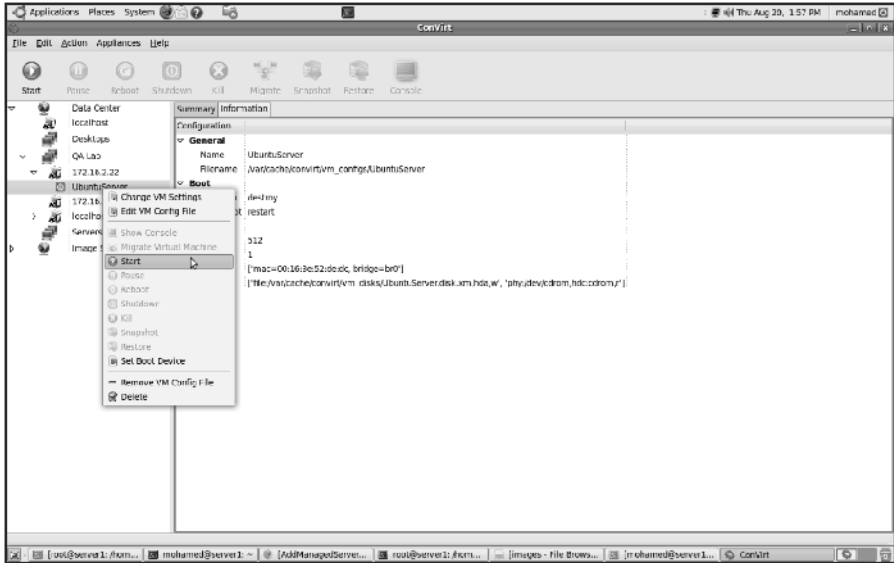 Applications Places System Thu Aug 20, 1:57 PM mohamed
ConVirt
File Edit Action Appliances Help
Start Pause Reboot Shutdown Kill Migrate Snapshot Restore Console
Data Center
localhost
Desktops
QA Lab
172.16.2.22
UbuntuServer
172.16.
localho
Servers
Image
Summary Information
Configuration
General
Name UbuntuServer
Filename /var/cache/convirt/vm_configs/UbuntuServer
Boot
destroy
ot restart
512
1
["mac=00:16:3e:52:de:dc, bridge=br0"]
["file:/var/cache/convirt/vm_disks/UbuntuServer.disk.xm,hda,w", "phy:/dev/cdrom,hdc:cdrom,r"]
Change VM Settings
Edit VM Config File
Show Console
Migrate Virtual Machine
Start
Pause
Reboot
Shutdown
Kill
Snapshot
Restore
Set Boot Device
Remove VM Config File
Delete
[root@server1: /hom... mohamed@server1: ~ [AddManagedServer... root@server1: /hom... [images - File Brows... [mohamed@server1... ConVirt